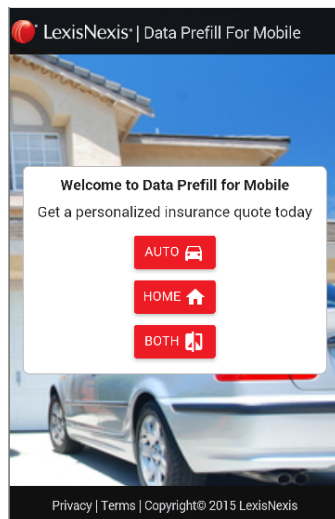 LexisNexis® | Data Prefill For Mobile
Welcome to Data Prefill for Mobile
Get a personalized insurance quote today
AUTO
HOME
BOTH
Privacy | Terms | Copyright© 2015 LexisNexis